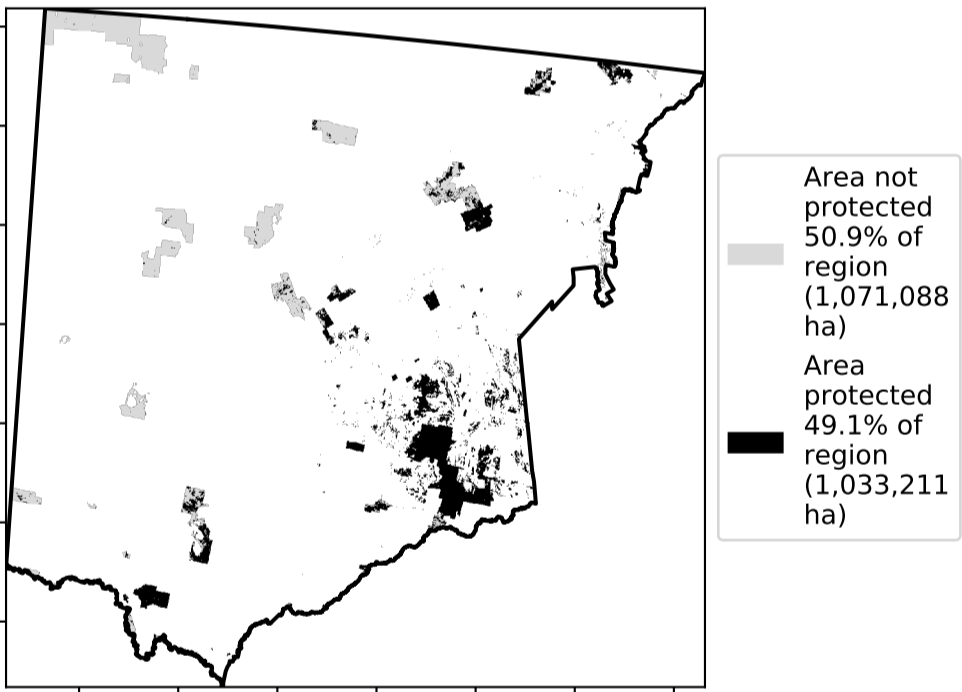 Area not
protected
50.9% of
region
(1,071,088
ha)
Area
protected
49.1% of
region
(1,033,211
ha)